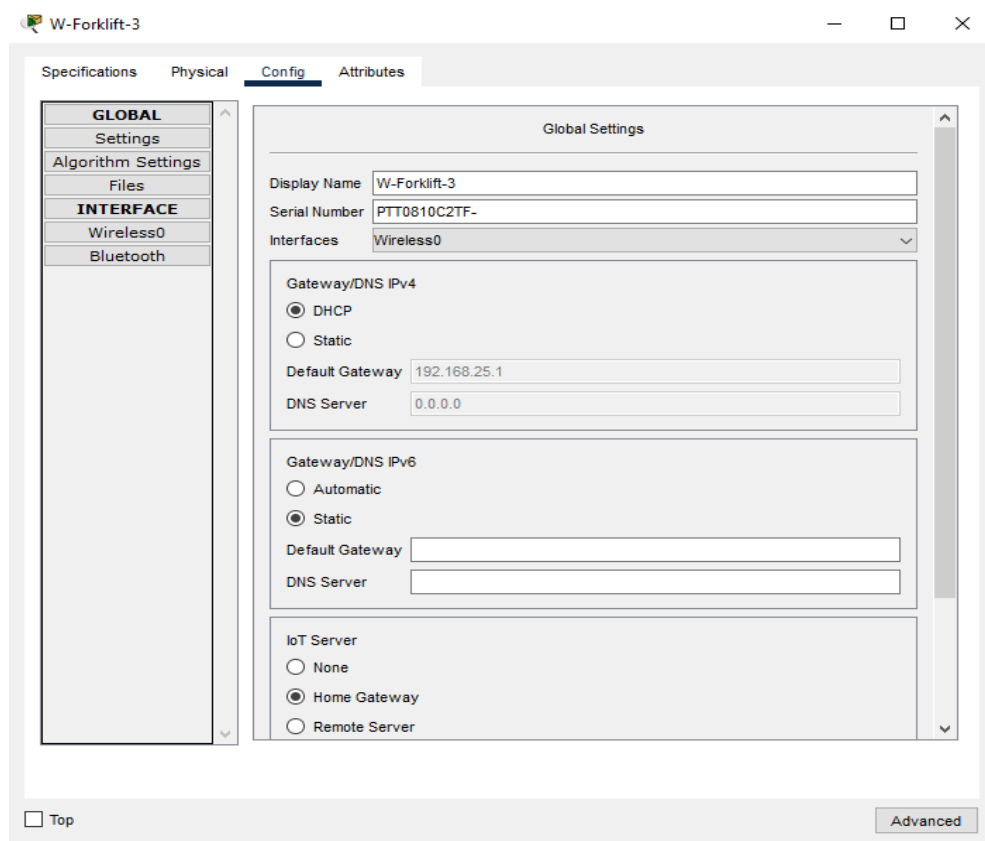 W-Forklift-3
Specifications Physical Config Attributes
GLOBAL
Settings
Algorithm Settings
Files
INTERFACE
Wireless0
Bluetooth
Global Settings
Display Name W-Forklift-3
Serial Number PTT0810C2TF-
Interfaces Wireless0
Gateway/DNS IPv4
DHCP
Static
Default Gateway 192.168.25.1
DNS Server 0.0.0.0
Gateway/DNS IPv6
Automatic
Static
Default Gateway
DNS Server
IoT Server
None
Home Gateway
Remote Server
Top Advanced